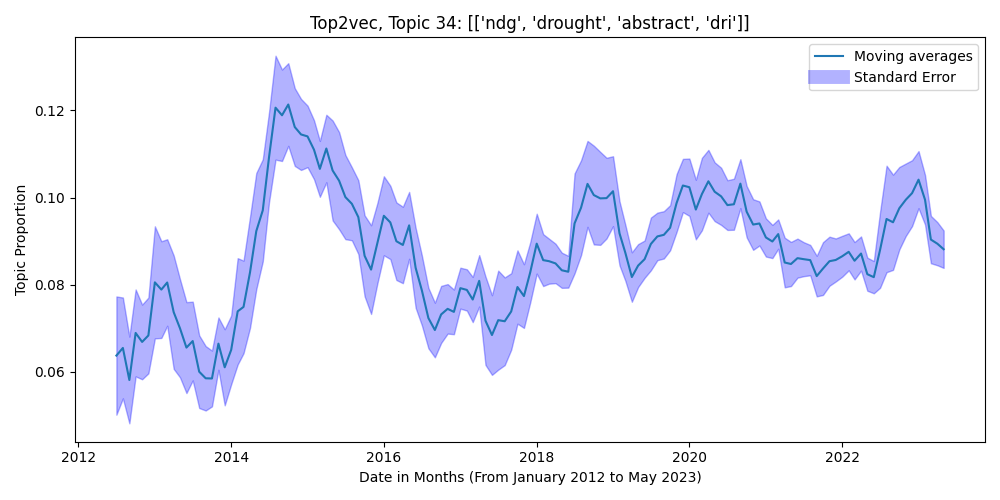 Top2vec, Topic 34: [['ndg', 'drought', 'abstract', 'dri']]
Moving averages
Standard Error
Topic Proportion
0.12
0.10
0.08
0.06
2012 2014 2016 2018 2020 2022
Date in Months (From January 2012 to May 2023)